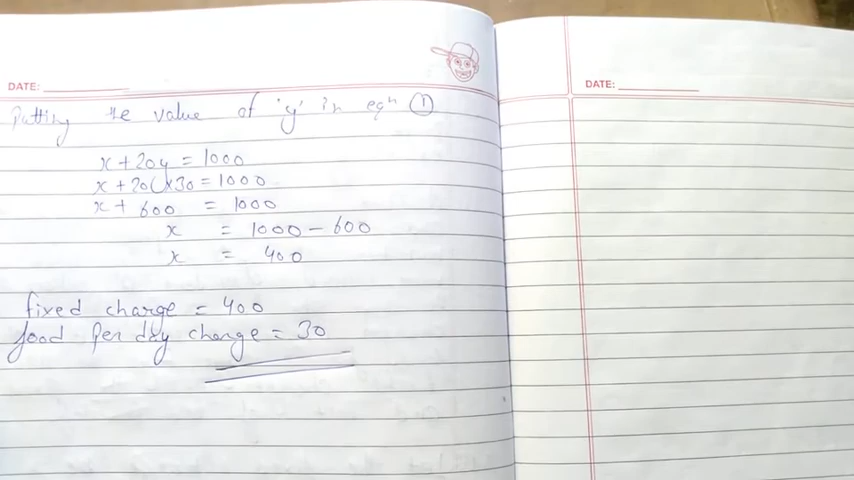 DATE:
DATE:
Putting the value of 'y' in eqn ①
x + 20y = 1000
x + 20 × 30 = 1000
x + 600 = 1000
x = 1000 - 600
x = 400
fixed charge = 400
food per day charge = 30